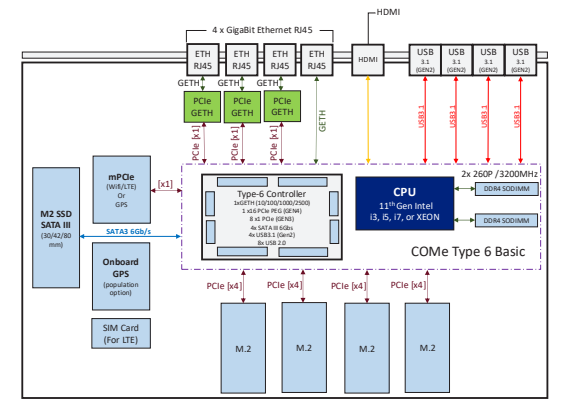 HDMI
4 x GigaBit Ethernet RJ45
ETH
RJ45
ETH
RJ45
ETH
RJ45
ETH
RJ45
HDMI
USB
3.1
(GEN2)
USB
3.1
(GEN2)
USB
3.1
(GEN2)
USB
3.1
(GEN2)
GETH
GETH
GETH
PCIe
GETH
PCIe
GETH
PCIe
GETH
GETH
USB3.1
USB3.1
USB3.1
USB3.1
PCIe [x1]
PCIe [x1]
PCIe [x1]
M2 SSD
SATA III
(30/42/80
mm)
mPCIe
(Wifi/LTE)
Or
GPS
[x1]
SATA3 6Gb/s
Onboard
GPS
(population
option)
SIM Card
(For LTE)
Type-6 Controller
1xGETH (10/100/1000/2500)
1 x16 PCIe PEG (GEN4)
8 x1 PCIe (GEN3)
4x SATA III 6Gbs
4x USB3.1 (Gen2)
8x USB 2.0
CPU
11th Gen Intel
i3, i5, i7, or XEON
2x 260P /3200MHz
DDR4 SODIMM
DDR4 SODIMM
COMe Type 6 Basic
PCIe [x4]
PCIe [x4]
PCIe [x4]
PCIe [x4]
M.2
M.2
M.2
M.2